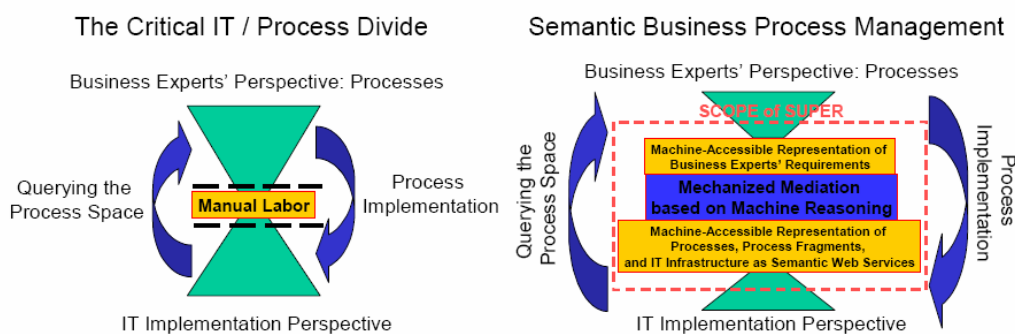 The Critical IT / Process Divide
Business Experts' Perspective: Processes
Querying the
Process Space
Manual Labor
Process
Implementation
IT Implementation Perspective
Semantic Business Process Management
Business Experts' Perspective: Processes
SCOPE of SUPER
Querying the
Process Space
Machine-Accessible Representation of
Business Experts' Requirements
Mechanized Mediation
based on Machine Reasoning
Machine-Accessible Representation of
Processes, Process Fragments,
and IT Infrastructure as Semantic Web Services
Process
Implementation
IT Implementation Perspective